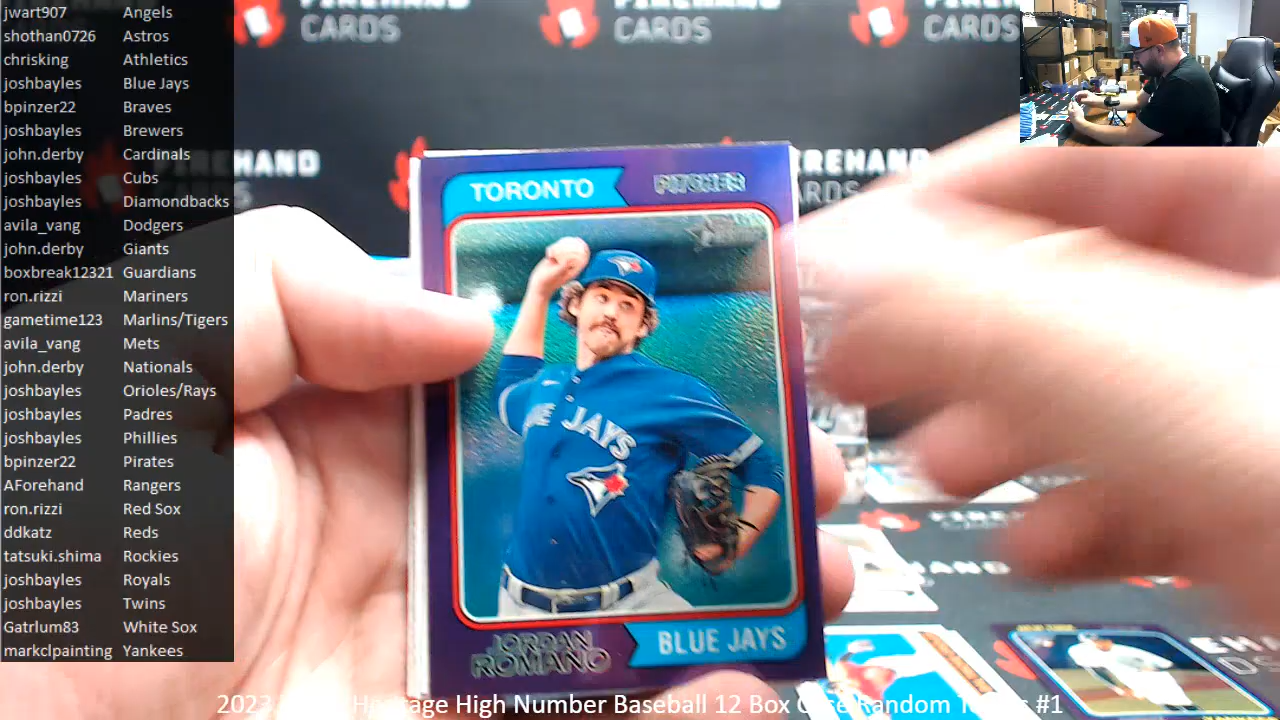 jwart907 Angels
shothan0726 Astros
chrisking Athletics
joshbayles Blue Jays
bpinzer22 Braves
joshbayles Brewers
john.derby Cardinals
joshbayles Cubs
joshbayles Diamondbacks
avila_vang Dodgers
john.derby Giants
boxbreak12321 Guardians
ron.rizzi Mariners
gametime123 Marlins/Tigers
avila_vang Mets
john.derby Nationals
joshbayles Orioles/Rays
joshbayles Padres
joshbayles Phillies
bpinzer22 Pirates
AForehand Rangers
ron.rizzi Red Sox
ddkatz Reds
tatsuki.shima Rockies
joshbayles Royals
joshbayles Twins
Gatrlum83 White Sox
markclpainting Yankees
CARDS
CARDS
CARDS
FIREHAND
CARDS
TORONTO
PITCHER
BLUE JAYS
JORDAN
ROMANO
BLUE JAYS
2023 Heritage High Number Baseball 12 Box Case Random #1